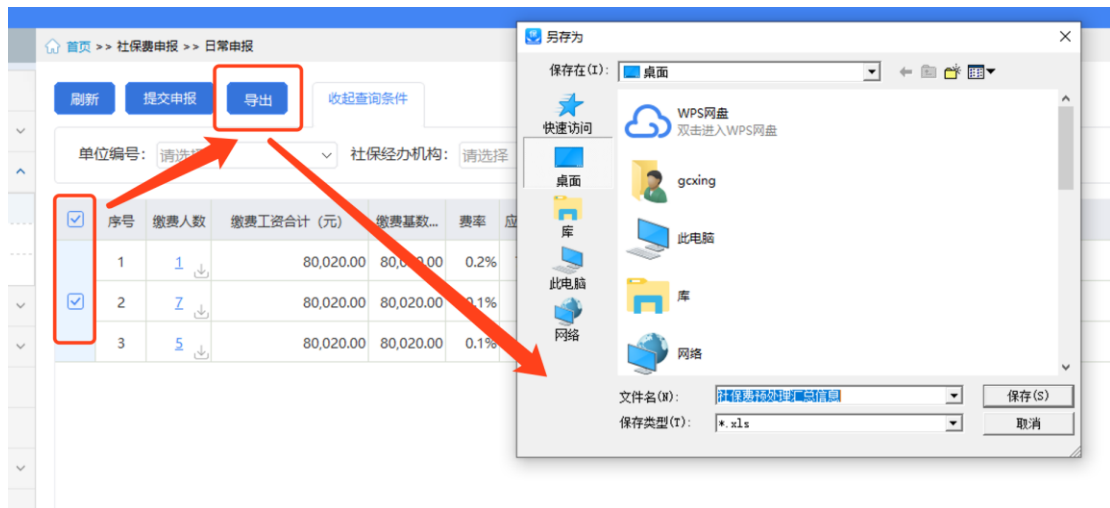 首页 >> 社保费申报 >> 日常申报
刷新 提交申报 导出 收起查询条件
单位编号: 请选 社保经办机构: 请选择
序号 缴费人数 缴费工资合计（元） 缴费基数... 费率 应
1 1 80,020.00 80,020.00 0.2%
2 7 80,020.00 80,020.00 0.1%
3 5 80,020.00 80,020.00 0.1%
另存为
保存在(I): 桌面
快速访问
桌面
库
此电脑
网络
WPS网盘
双击进入WPS网盘
gcxing
此电脑
库
网络
文件名(N): 社保费预处理汇总信息 保存(S)
保存类型(T): *.xls 取消